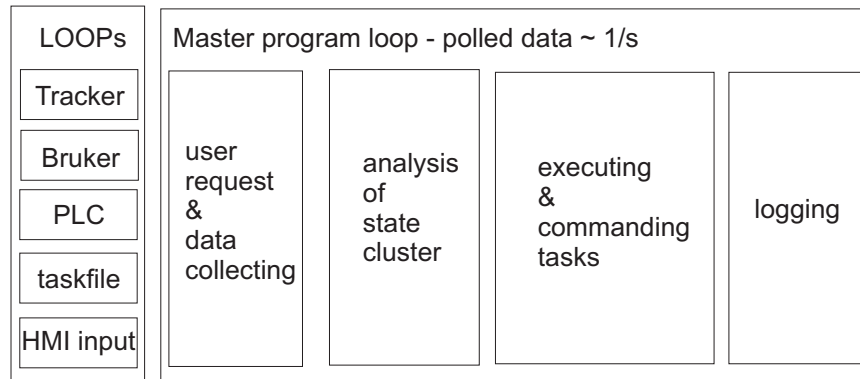 LOOPs
Tracker
Bruker
PLC
taskfile
HMI input
Master program loop - polled data ~ 1/s
user
request
&
data
collecting
analysis
of
state
cluster
executing
&
commanding
tasks
logging